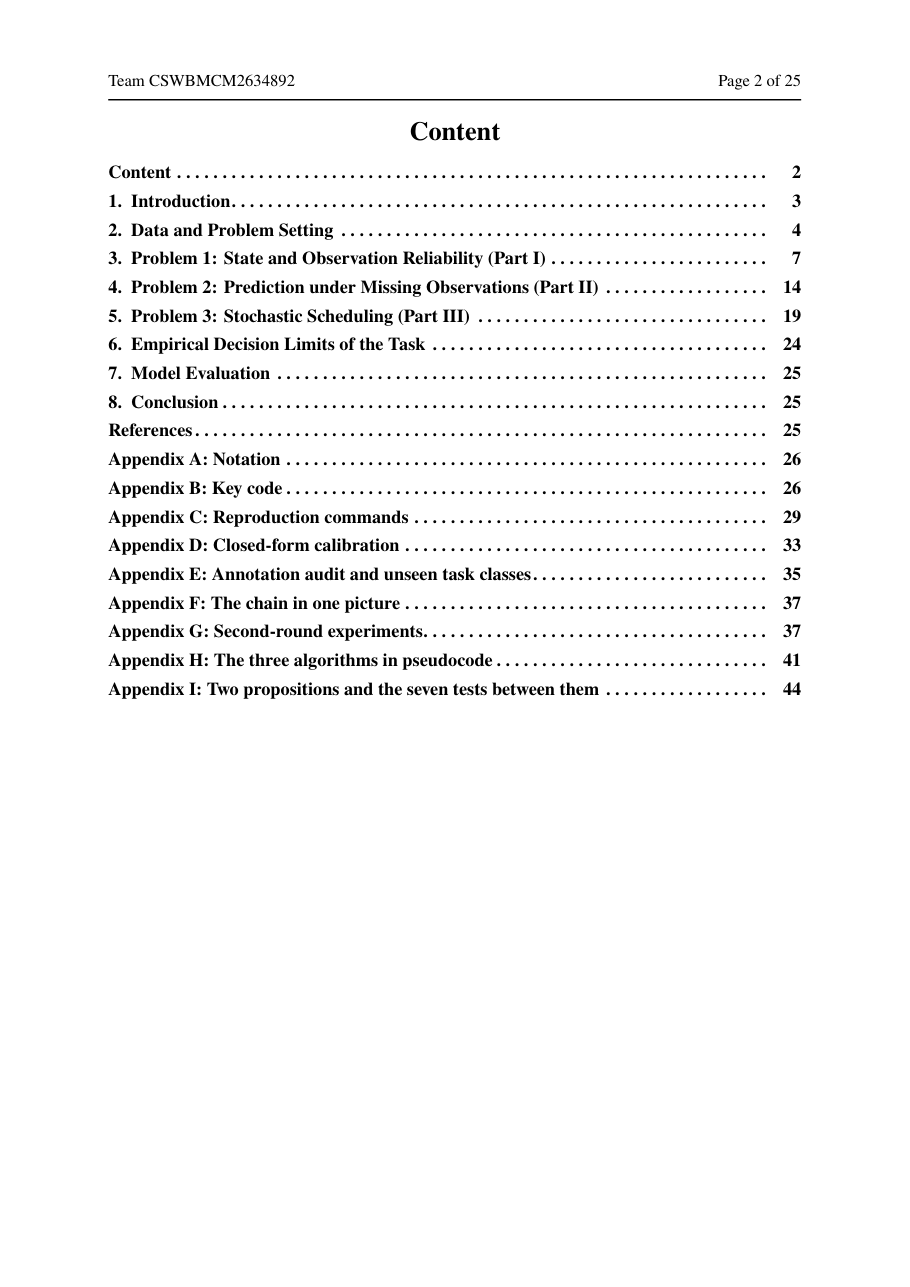 Team CSWBMCM2634892 Page 2 of 25
Content
Content . . . . . . . . . . . . . . . . . . . . . . . . . . . . . . . . . . . . . . . . . . . . . . . . . . . . . . . . . . . . . . . . . 2
1. Introduction. . . . . . . . . . . . . . . . . . . . . . . . . . . . . . . . . . . . . . . . . . . . . . . . . . . . . . . . . . . 3
2. Data and Problem Setting . . . . . . . . . . . . . . . . . . . . . . . . . . . . . . . . . . . . . . . . . . . . . . . 4
3. Problem 1: State and Observation Reliability (Part I) . . . . . . . . . . . . . . . . . . . . . . . . 7
4. Problem 2: Prediction under Missing Observations (Part II) . . . . . . . . . . . . . . . . . . 14
5. Problem 3: Stochastic Scheduling (Part III) . . . . . . . . . . . . . . . . . . . . . . . . . . . . . . . . 19
6. Empirical Decision Limits of the Task . . . . . . . . . . . . . . . . . . . . . . . . . . . . . . . . . . . . . 24
7. Model Evaluation . . . . . . . . . . . . . . . . . . . . . . . . . . . . . . . . . . . . . . . . . . . . . . . . . . . . . . 25
8. Conclusion . . . . . . . . . . . . . . . . . . . . . . . . . . . . . . . . . . . . . . . . . . . . . . . . . . . . . . . . . . . . 25
References . . . . . . . . . . . . . . . . . . . . . . . . . . . . . . . . . . . . . . . . . . . . . . . . . . . . . . . . . . . . . . . 25
Appendix A: Notation . . . . . . . . . . . . . . . . . . . . . . . . . . . . . . . . . . . . . . . . . . . . . . . . . . . . . 26
Appendix B: Key code . . . . . . . . . . . . . . . . . . . . . . . . . . . . . . . . . . . . . . . . . . . . . . . . . . . . . 26
Appendix C: Reproduction commands . . . . . . . . . . . . . . . . . . . . . . . . . . . . . . . . . . . . . . . 29
Appendix D: Closed-form calibration . . . . . . . . . . . . . . . . . . . . . . . . . . . . . . . . . . . . . . . . 33
Appendix E: Annotation audit and unseen task classes. . . . . . . . . . . . . . . . . . . . . . . . . . 35
Appendix F: The chain in one picture . . . . . . . . . . . . . . . . . . . . . . . . . . . . . . . . . . . . . . . . 37
Appendix G: Second-round experiments. . . . . . . . . . . . . . . . . . . . . . . . . . . . . . . . . . . . . . 37
Appendix H: The three algorithms in pseudocode . . . . . . . . . . . . . . . . . . . . . . . . . . . . . . 41
Appendix I: Two propositions and the seven tests between them . . . . . . . . . . . . . . . . . . 44